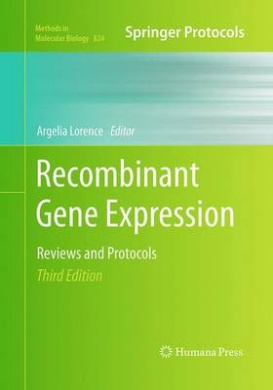 Methods in
Molecular Biology 824
Springer Protocols
Argelia Lorence Editor
Recombinant
Gene Expression
Reviews and Protocols
Third Edition
Humana Press